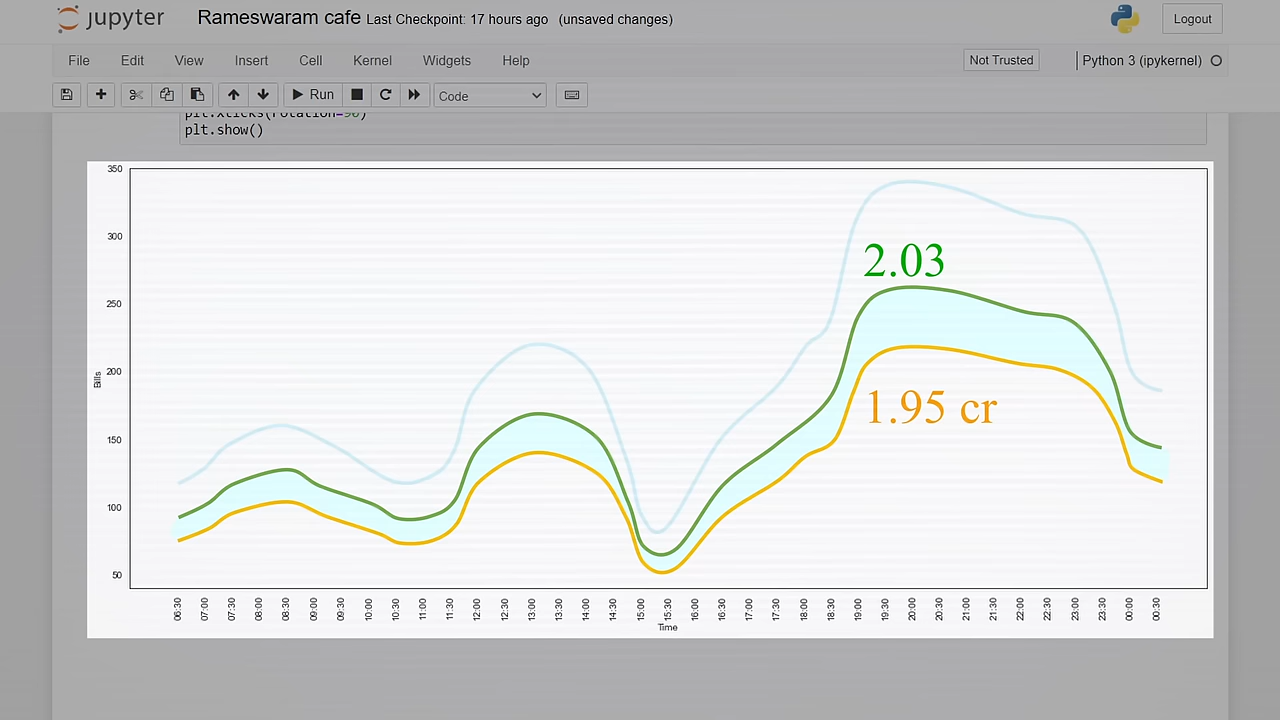 jupyter Rameswaram cafe Last Checkpoint: 17 hours ago (unsaved changes) Logout
File Edit View Insert Cell Kernel Widgets Help Not Trusted Python 3 (ipykernel)
Run Code
plt.xticks(rotation=90)
plt.show()
350
300
250
200
150
100
50
Bills
2.03
1.95 cr
06:30 07:00 07:30 08:00 08:30 09:00 09:30 10:00 10:30 11:00 11:30 12:00 12:30 13:00 13:30 14:00 14:30 15:00 15:30 16:00 16:30 17:00 17:30 18:00 18:30 19:00 19:30 20:00 20:30 21:00 21:30 22:00 22:30 23:00 23:30 00:00 00:30
Time